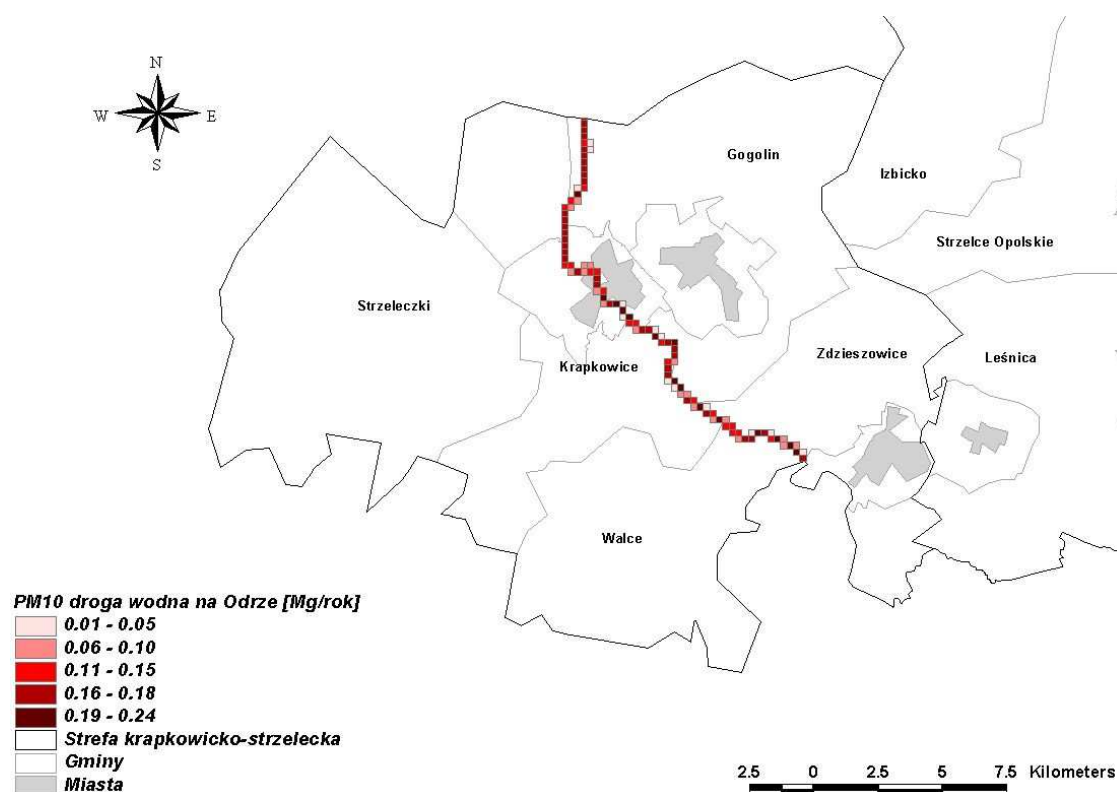 N
W E
S
Gogolin
Izbicko
Strzelce Opolskie
Strzeleczki
Zdzieszowice
Leśnica
Krapkowice
Walce
PM10 droga wodna na Odrze [Mg/rok]
0.01 - 0.05
0.06 - 0.10
0.11 - 0.15
0.16 - 0.18
0.19 - 0.24
Strefa krapkowicko-strzelecka
Gminy
Miasta
2.5 0 2.5 5 7.5 Kilometers